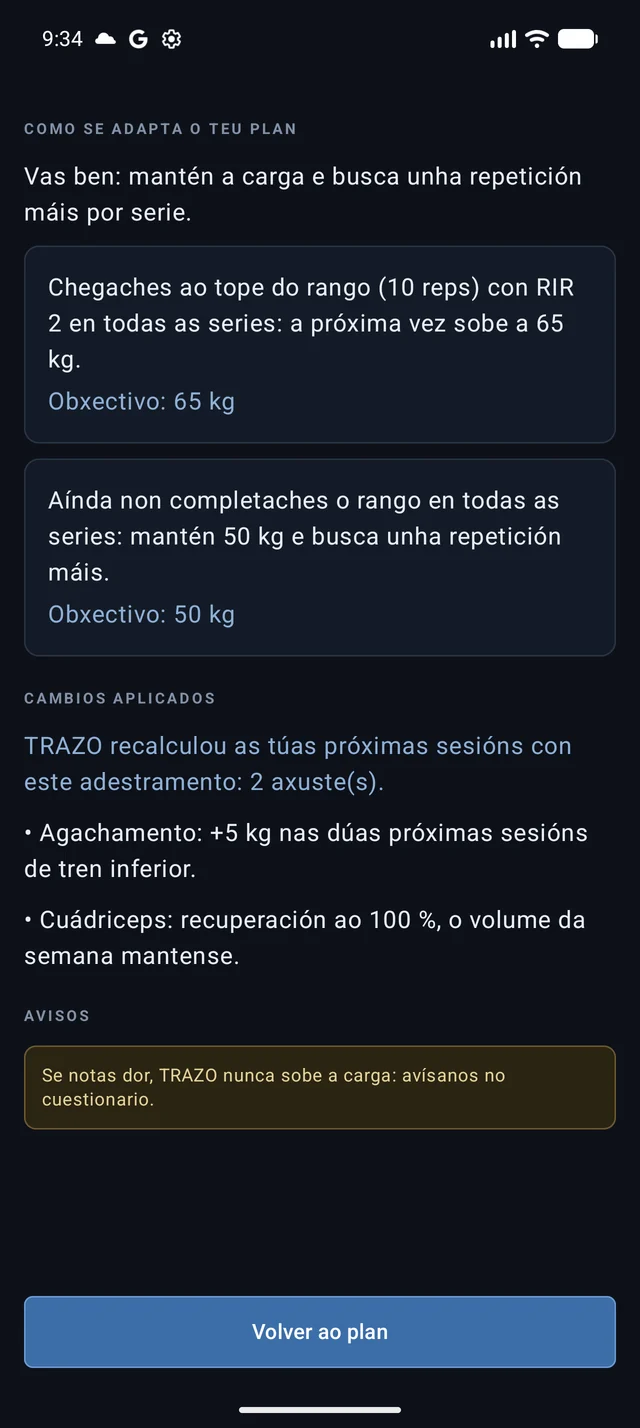 9:34
COMO SE ADAPTA O TEU PLAN
Vas ben: mantén a carga e busca unha repetición
máis por serie.
Chegaches ao tope do rango (10 reps) con RIR
2 en todas as series: a próxima vez sobe a 65
kg.
Obxectivo: 65 kg
Aínda non completaches o rango en todas as
series: mantén 50 kg e busca unha repetición
máis.
Obxectivo: 50 kg
CAMBIOS APLICADOS
TRAZO recalculou as túas próximas sesións con
este adestramento: 2 axuste(s).
• Agachamento: +5 kg nas dúas próximas sesións
de tren inferior.
• Cuádriceps: recuperación ao 100 %, o volume da
semana mantense.
AVISOS
Se notas dor, TRAZO nunca sobe a carga: avísanos no
cuestionario.
Volver ao plan